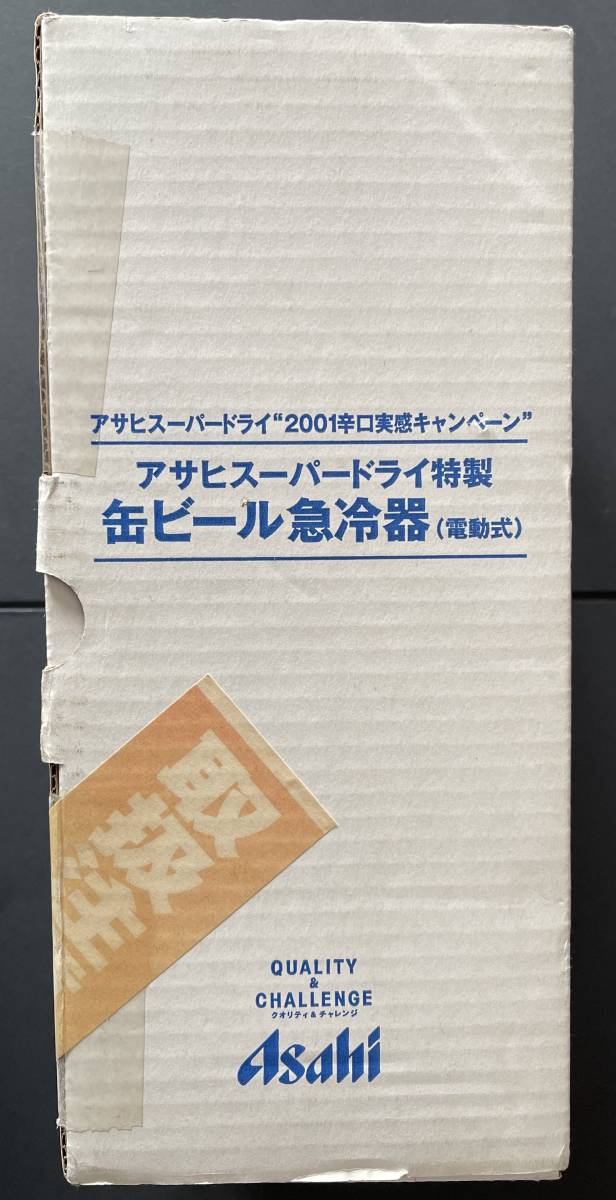 アサヒスーパードライ“2001辛口実感キャンペーン”
アサヒスーパードライ特製
缶ビール急冷器(電動式)
取扱注
QUALITY
&
CHALLENGE
クオリティ&チャレンジ
Asahi